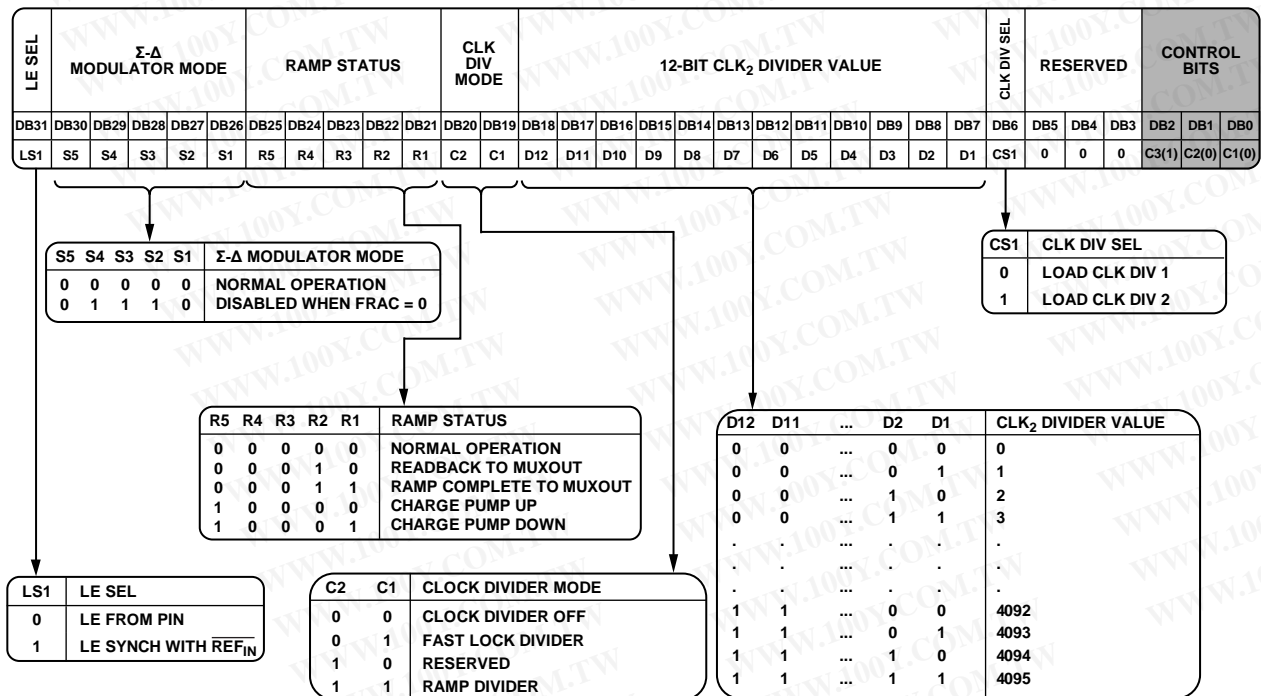 LE SEL
Σ-Δ
MODULATOR MODE
RAMP STATUS
CLK
DIV
MODE
12-BIT CLK2 DIVIDER VALUE
CLK DIV SEL
RESERVED
CONTROL
BITS
DB31 DB30 DB29 DB28 DB27 DB26 DB25 DB24 DB23 DB22 DB21 DB20 DB19 DB18 DB17 DB16 DB15 DB14 DB13 DB12 DB11 DB10 DB9 DB8 DB7 DB6 DB5 DB4 DB3 DB2 DB1 DB0
LS1 S5 S4 S3 S2 S1 R5 R4 R3 R2 R1 C2 C1 D12 D11 D10 D9 D8 D7 D6 D5 D4 D3 D2 D1 CS1 0 0 0 C3(1) C2(0) C1(0)
S5 S4 S3 S2 S1 Σ-Δ MODULATOR MODE
0 0 0 0 0 NORMAL OPERATION
0 1 1 1 0 DISABLED WHEN FRAC = 0
CS1 CLK DIV SEL
0 LOAD CLK DIV 1
1 LOAD CLK DIV 2
R5 R4 R3 R2 R1 RAMP STATUS
0 0 0 0 0 NORMAL OPERATION
0 0 0 1 0 READBACK TO MUXOUT
0 0 0 1 1 RAMP COMPLETE TO MUXOUT
1 0 0 0 0 CHARGE PUMP UP
1 0 0 0 1 CHARGE PUMP DOWN
D12 D11 ... D2 D1 CLK2 DIVIDER VALUE
0 0 ... 0 0 0
0 0 ... 0 1 1
0 0 ... 1 0 2
0 0 ... 1 1 3
. . ... . . .
. . ... . . .
. . ... . . .
1 1 ... 0 0 4092
1 1 ... 0 1 4093
1 1 ... 1 0 4094
1 1 ... 1 1 4095
LS1 LE SEL
0 LE FROM PIN
1 LE SYNCH WITH REFIN
C2 C1 CLOCK DIVIDER MODE
0 0 CLOCK DIVIDER OFF
0 1 FAST LOCK DIVIDER
1 0 RESERVED
1 1 RAMP DIVIDER
WWW.100Y.COM.TW